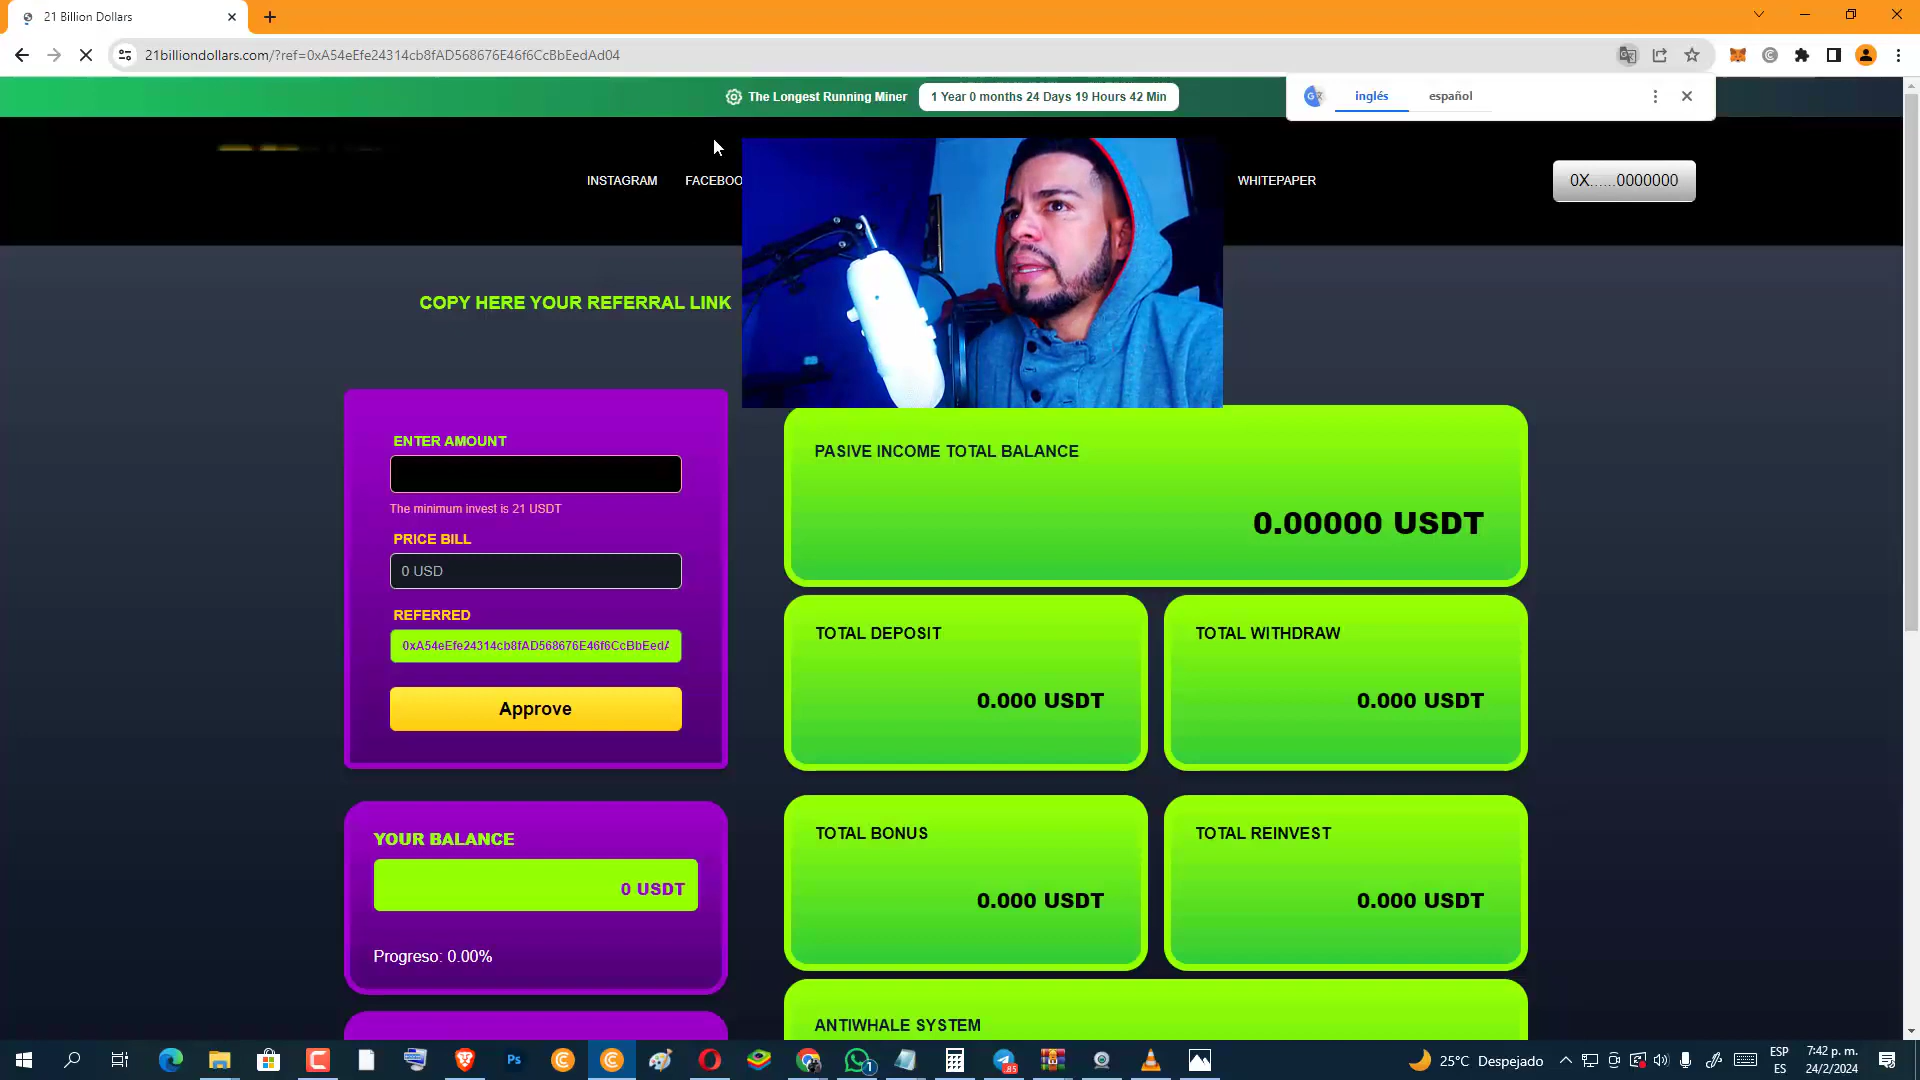 21 Billion Dollars
21billiondollars.com/?ref=0xA54eEfe24314cb8fAD568676E46f6CcBbEedAd04
The Longest Running Miner
1 Year 0 months 24 Days 19 Hours 42 Min
inglés
español
INSTAGRAM
FACEBOO
WHITEPAPER
0X......0000000
COPY HERE YOUR REFERRAL LINK
ENTER AMOUNT
The minimum invest is 21 USDT
PRICE BILL
0 USD
REFERRED
0xA54eEfe24314cb8fAD568676E46f6CcBbEedA
Approve
YOUR BALANCE
0 USDT
Progreso: 0.00%
PASIVE INCOME TOTAL BALANCE
0.00000 USDT
TOTAL DEPOSIT
0.000 USDT
TOTAL WITHDRAW
0.000 USDT
TOTAL BONUS
0.000 USDT
TOTAL REINVEST
0.000 USDT
ANTIWHALE SYSTEM
Ps
1
85
25°C Despejado
ESP
ES
7:42 p. m.
24/2/2024